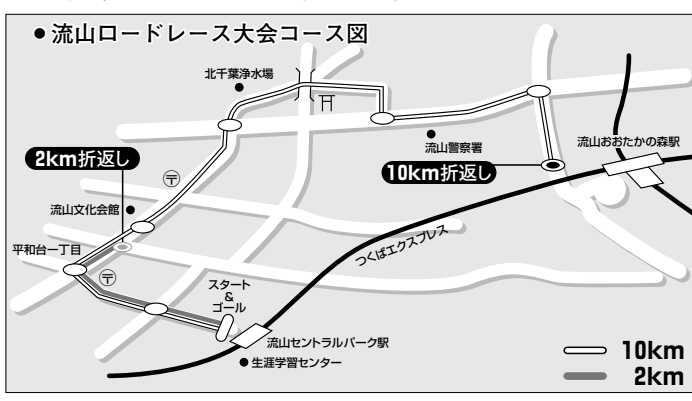 ●流山ロードレース大会コース図
北千葉浄水場
流山警察署
流山おおたかの森駅
2km折返し
10km折返し
流山文化会館
平和台一丁目
つくばエクスプレス
スタート
&
ゴール
流山セントラルパーク駅
生涯学習センター
10km
2km